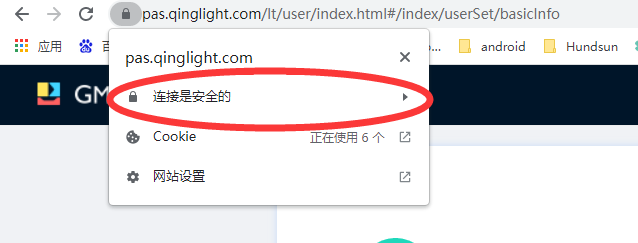 pas.qinglight.com/lt/user/index.html#/index/userSet/basicInfo
应用
android
Hundsun
pas.qinglight.com
GM
连接是安全的
Cookie
正在使用 6 个
网站设置